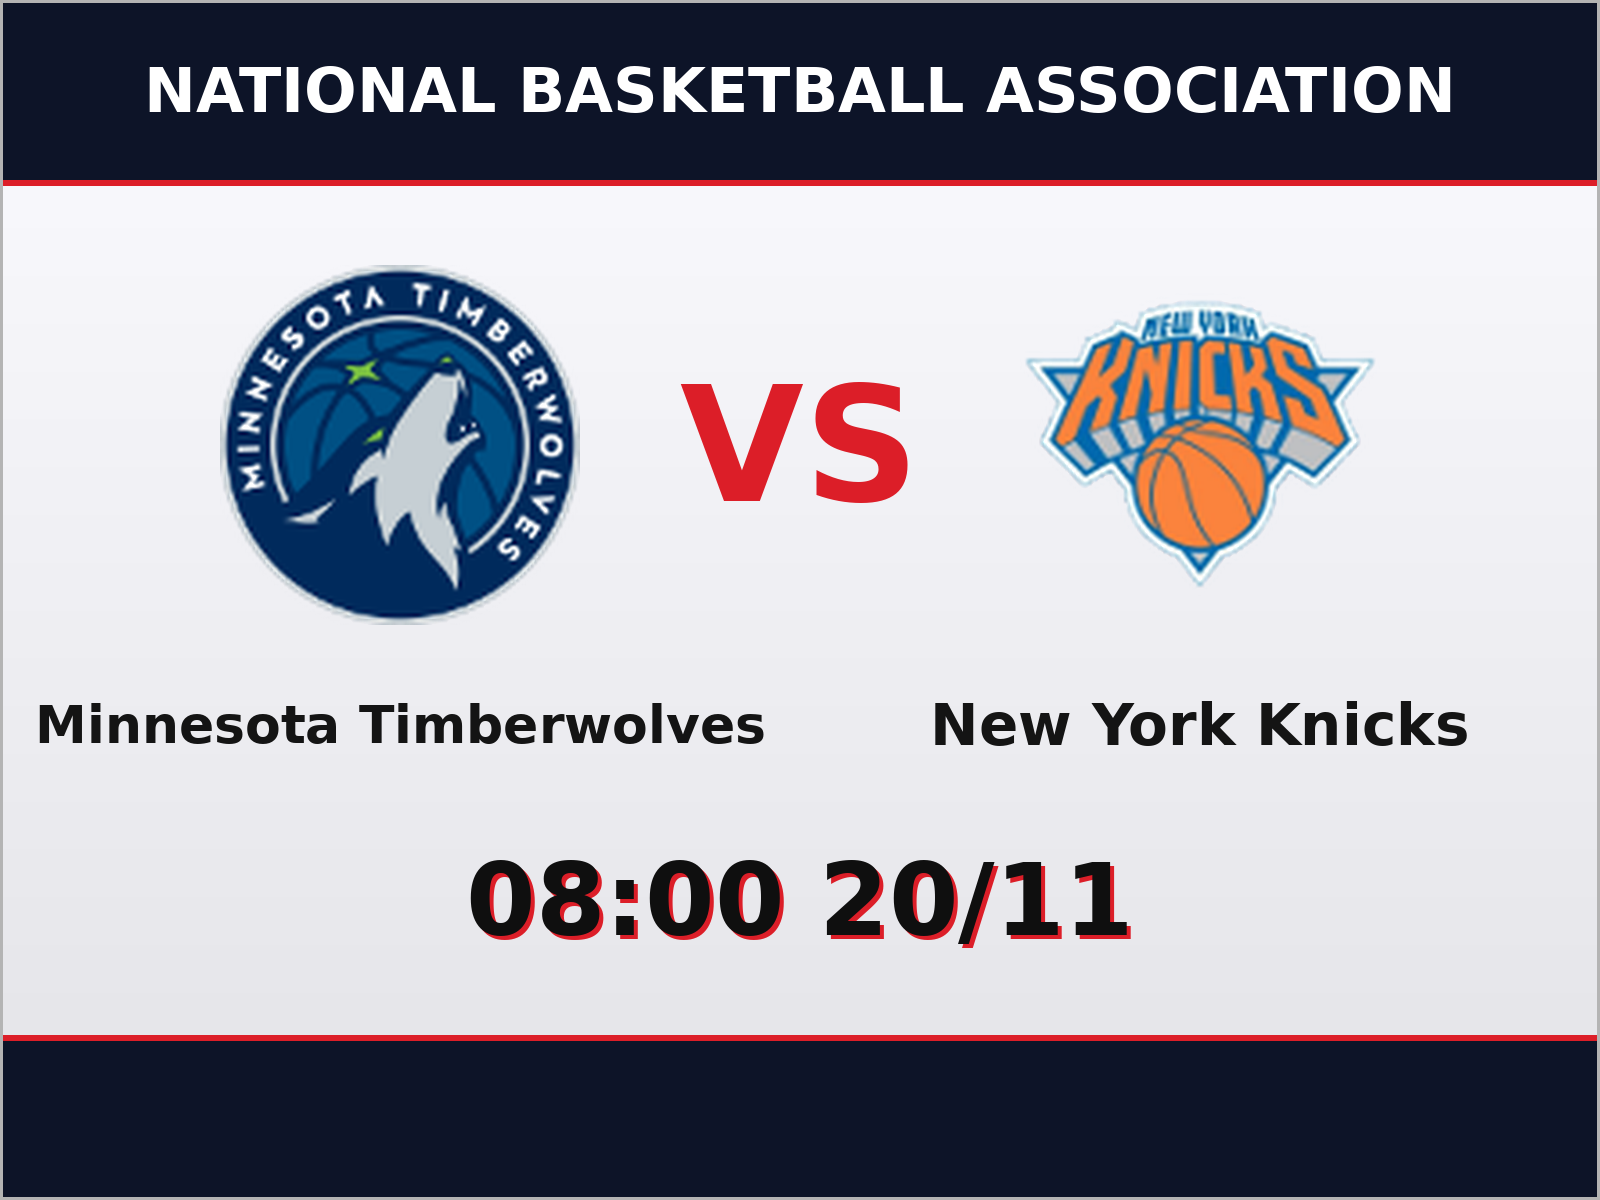 NATIONAL BASKETBALL ASSOCIATION
MINNESOTA TIMBERWOLVES
VS
NEW YORK
KNICKS
Minnesota Timberwolves
New York Knicks
08:00 20/11